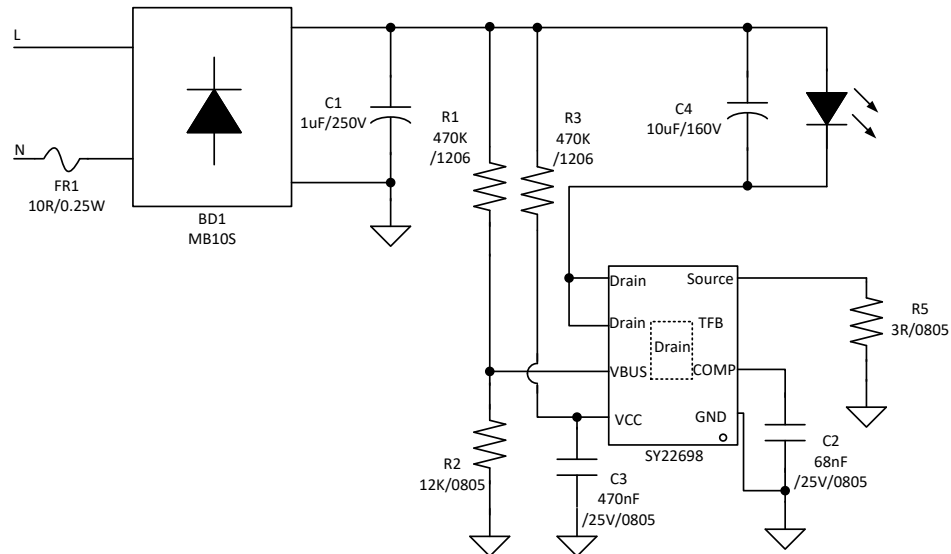 L
N
FR1
10R/0.25W
BD1
MB10S
C1
1uF/250V
R1
470K
/1206
R3
470K
/1206
C4
10uF/160V
Drain
Source
Drain
TFB
Drain
VBUS
COMP
VCC
GND
SY22698
R5
3R/0805
R2
12K/0805
C3
470nF
/25V/0805
C2
68nF
/25V/0805